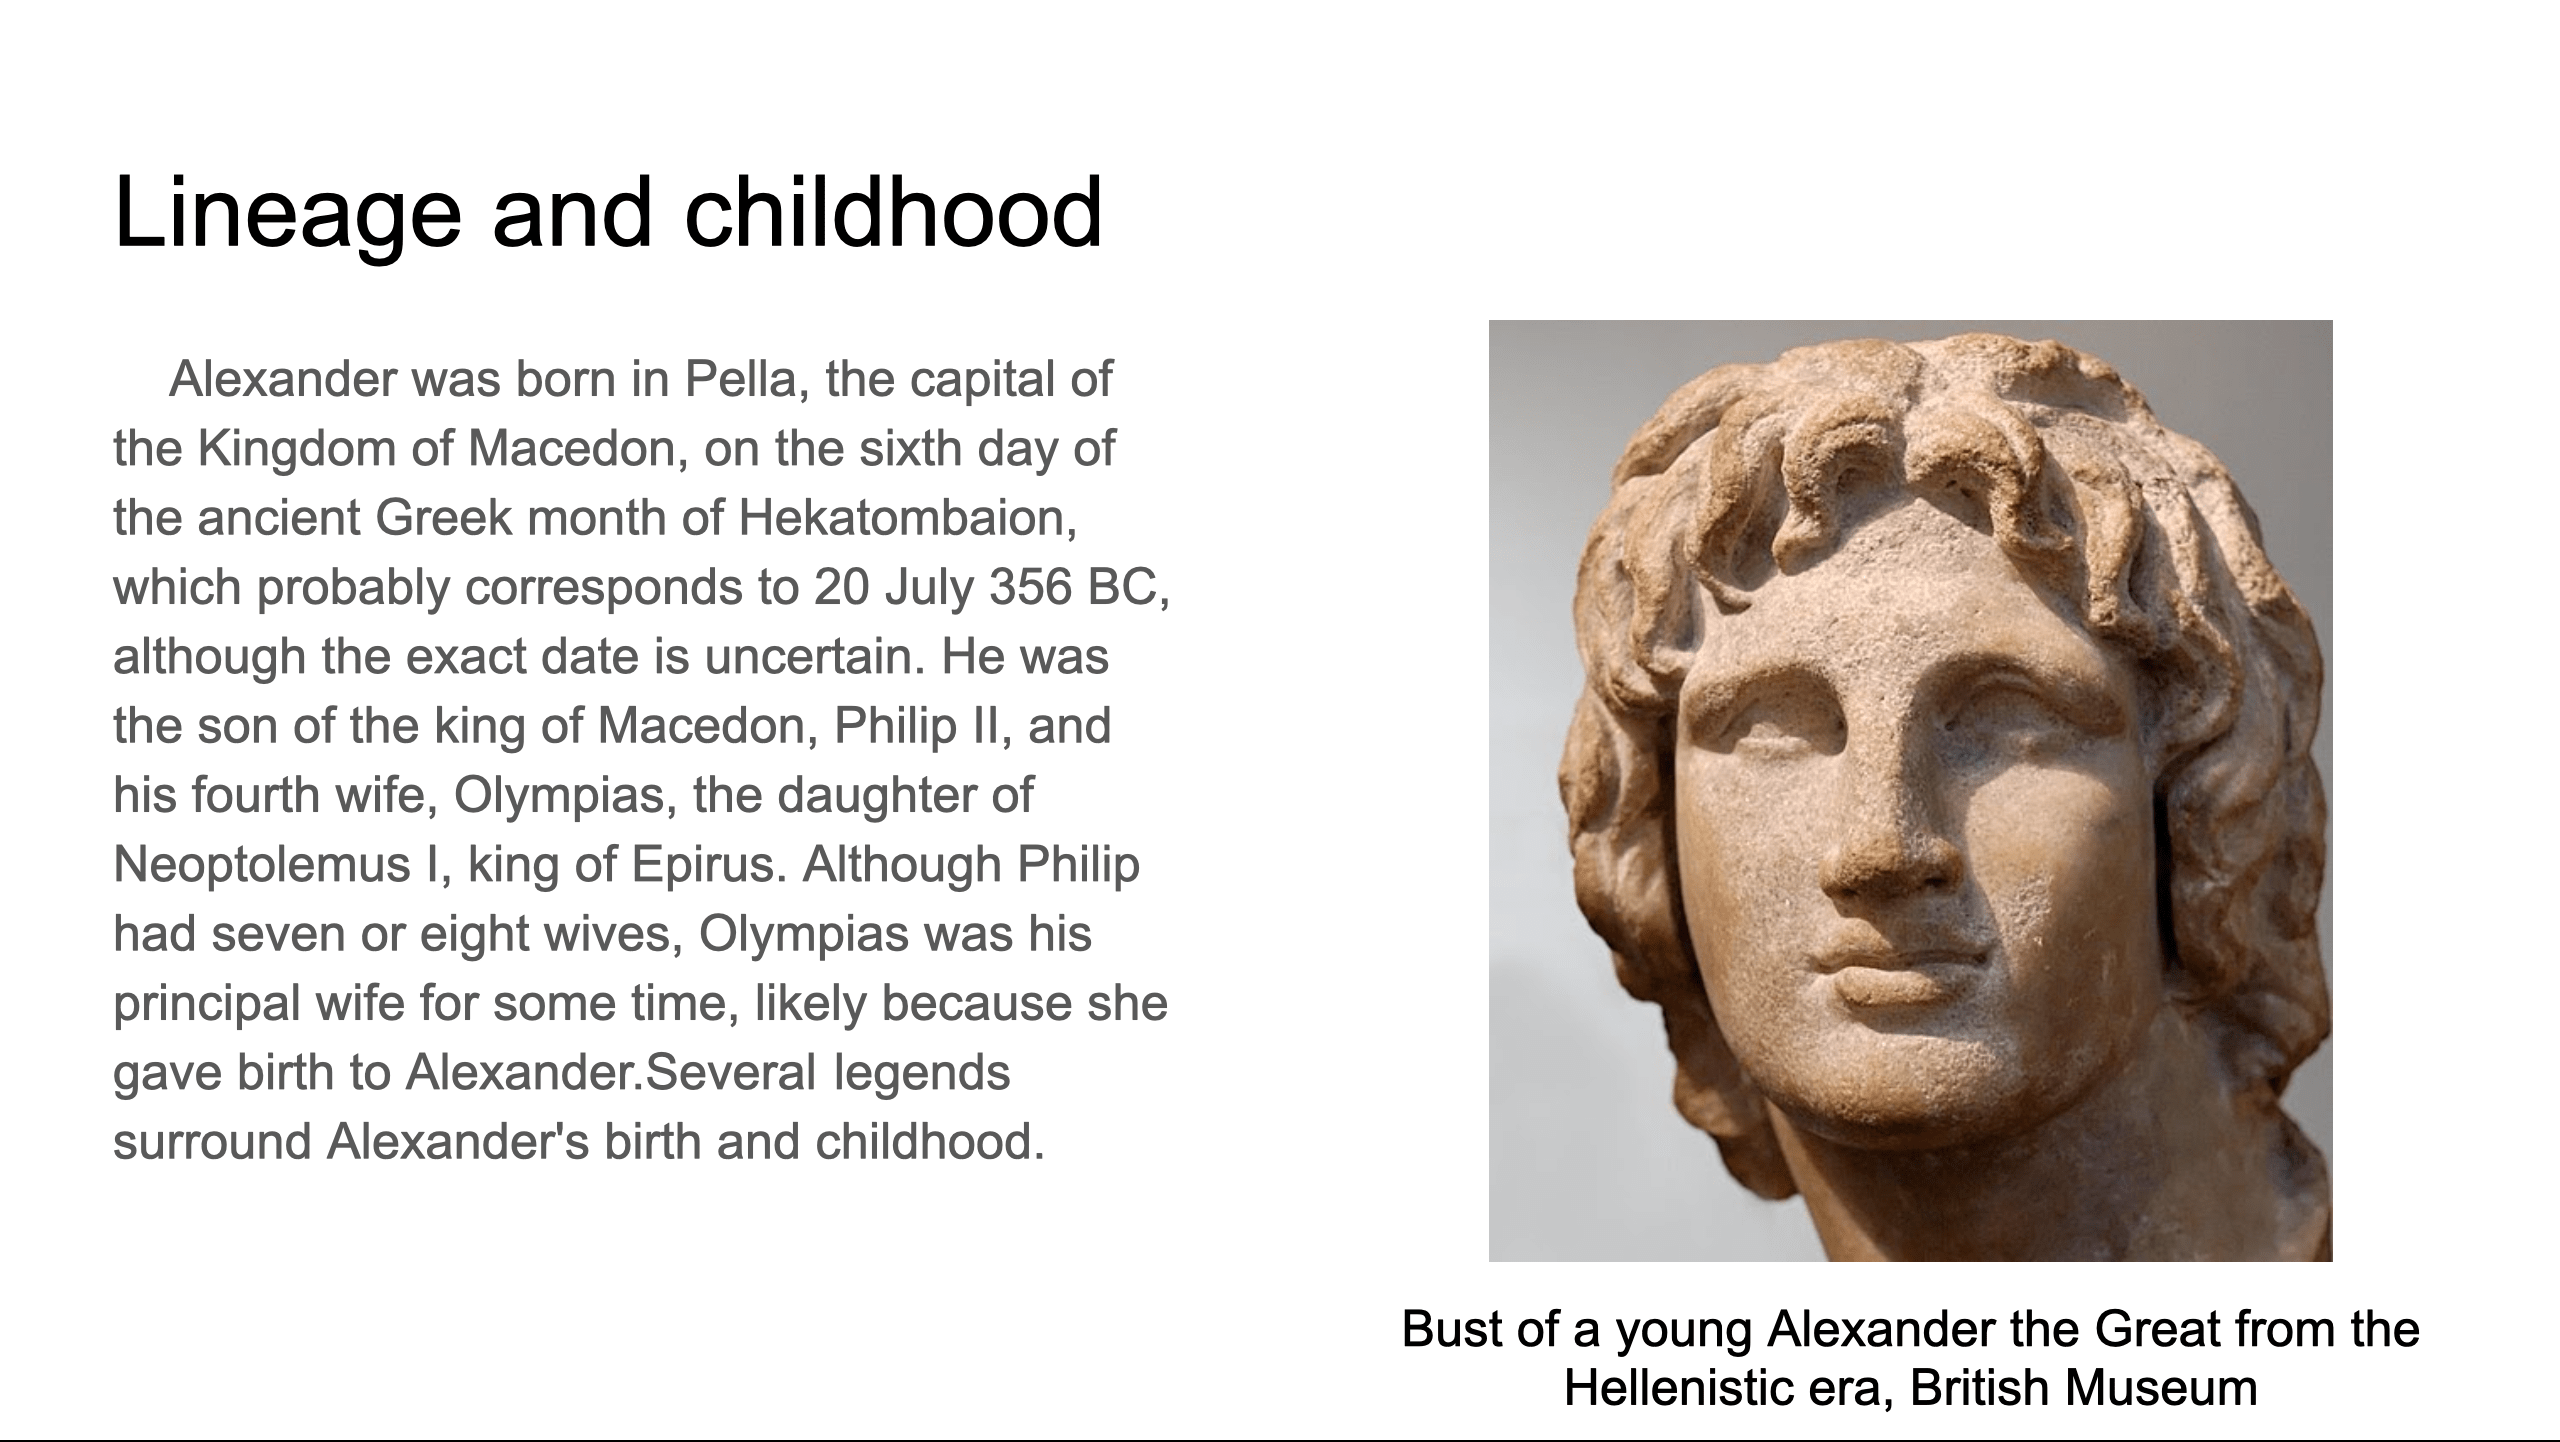 Lineage and childhood
Alexander was born in Pella, the capital of
the Kingdom of Macedon, on the sixth day of
the ancient Greek month of Hekatombaion,
which probably corresponds to 20 July 356 BC,
although the exact date is uncertain. He was
the son of the king of Macedon, Philip II, and
his fourth wife, Olympias, the daughter of
Neoptolemus I, king of Epirus. Although Philip
had seven or eight wives, Olympias was his
principal wife for some time, likely because she
gave birth to Alexander.Several legends
surround Alexander's birth and childhood.
Bust of a young Alexander the Great from the
Hellenistic era, British Museum